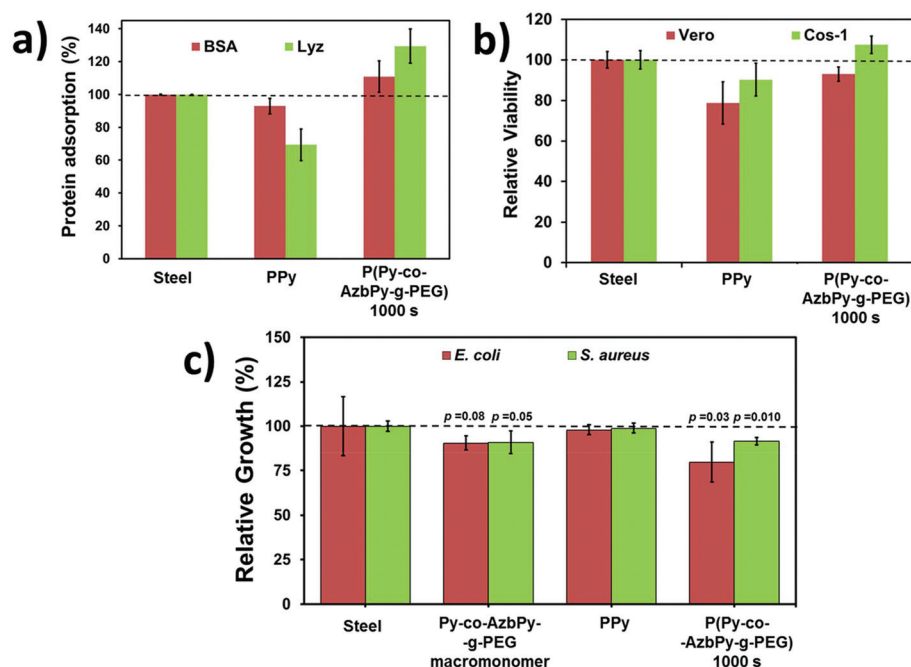 a)
BSA Lyz
Protein adsorption (%)
140
120
100
80
60
40
20
0
Steel PPy P(Py-co-
AzbPy-g-PEG)
1000 s
b)
Vero Cos-1
Relative Viability
120
100
80
60
40
20
0
Steel PPy P(Py-co-
AzbPy-g-PEG)
1000 s
c)
E. coli S. aureus
Relative Growth (%)
150
125
100
75
50
25
0
p =0.08 p =0.05 p =0.03 p =0.010
Steel Py-co-AzbPy- PPy P(Py-co-
-g-PEG -AzbPy-g-PEG)
macromonomer 1000 s